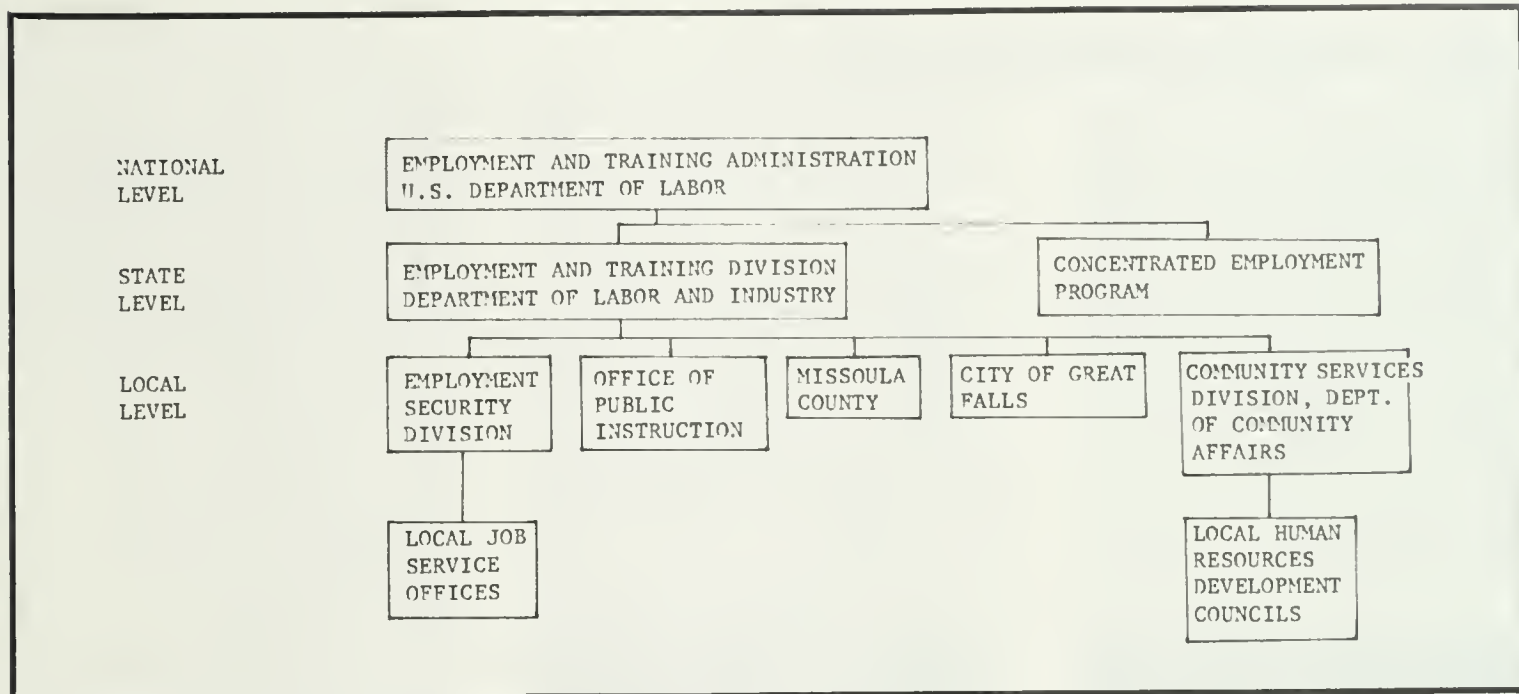 NATIONAL
LEVEL
EMPLOYMENT AND TRAINING ADMINISTRATION
U.S. DEPARTMENT OF LABOR
STATE
LEVEL
EMPLOYMENT AND TRAINING DIVISION
DEPARTMENT OF LABOR AND INDUSTRY
CONCENTRATED EMPLOYMENT
PROGRAM
LOCAL
LEVEL
EMPLOYMENT
SECURITY
DIVISION
OFFICE OF
PUBLIC
INSTRUCTION
MISSOULA
COUNTY
CITY OF GREAT
FALLS
COMMUNITY SERVICES
DIVISION, DEPT.
OF COMMUNITY
AFFAIRS
LOCAL JOB
SERVICE
OFFICES
LOCAL HUMAN
RESOURCES
DEVELOPMENT
COUNCILS